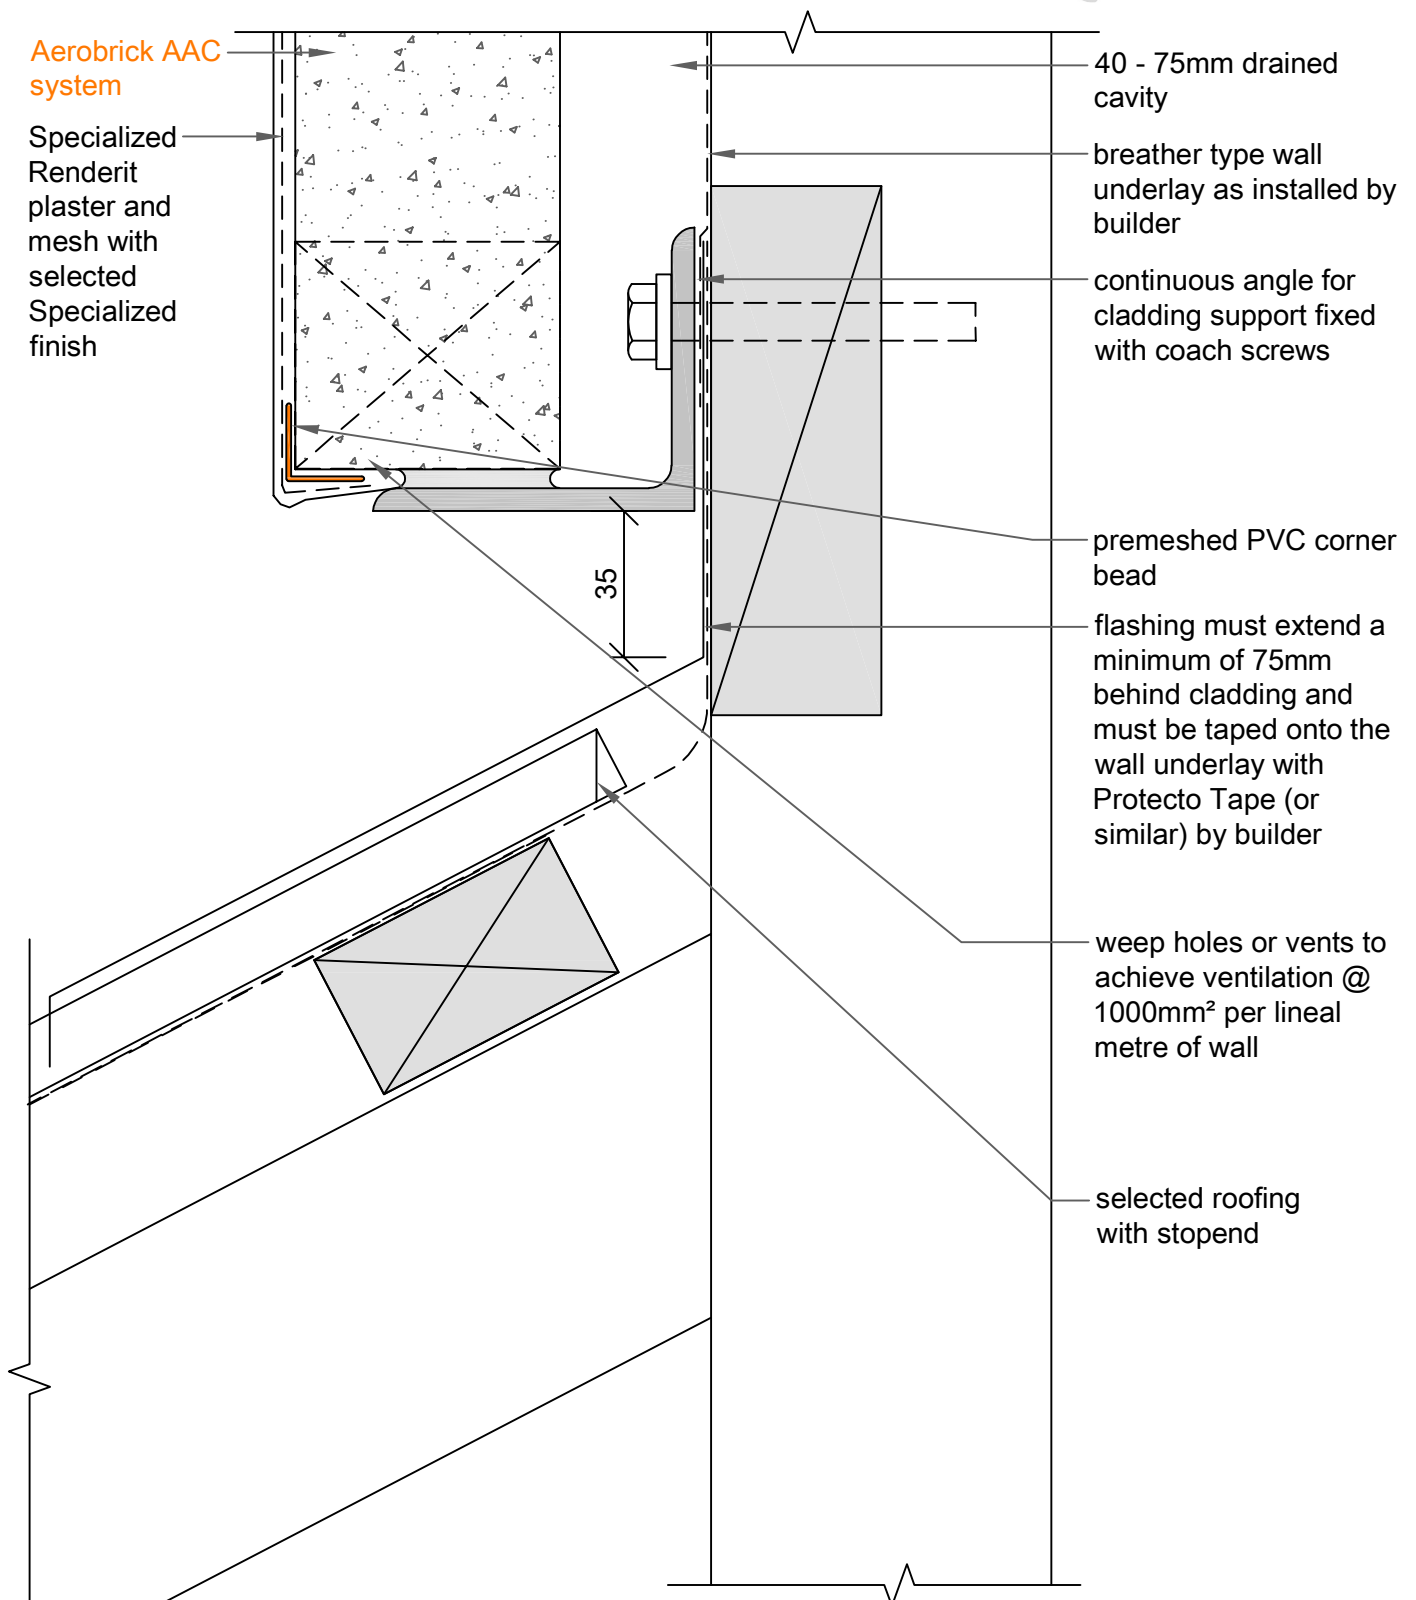 Aerobrick AAC
system
Specialized
Renderit
plaster and
mesh with
selected
Specialized
finish
40 - 75mm drained
cavity
breather type wall
underlay as installed by
builder
continuous angle for
cladding support fixed
with coach screws
premeshed PVC corner
bead
35
flashing must extend a
minimum of 75mm
behind cladding and
must be taped onto the
wall underlay with
Protecto Tape (or
similar) by builder
weep holes or vents to
achieve ventilation @
1000mm² per lineal
metre of wall
selected roofing
with stopend